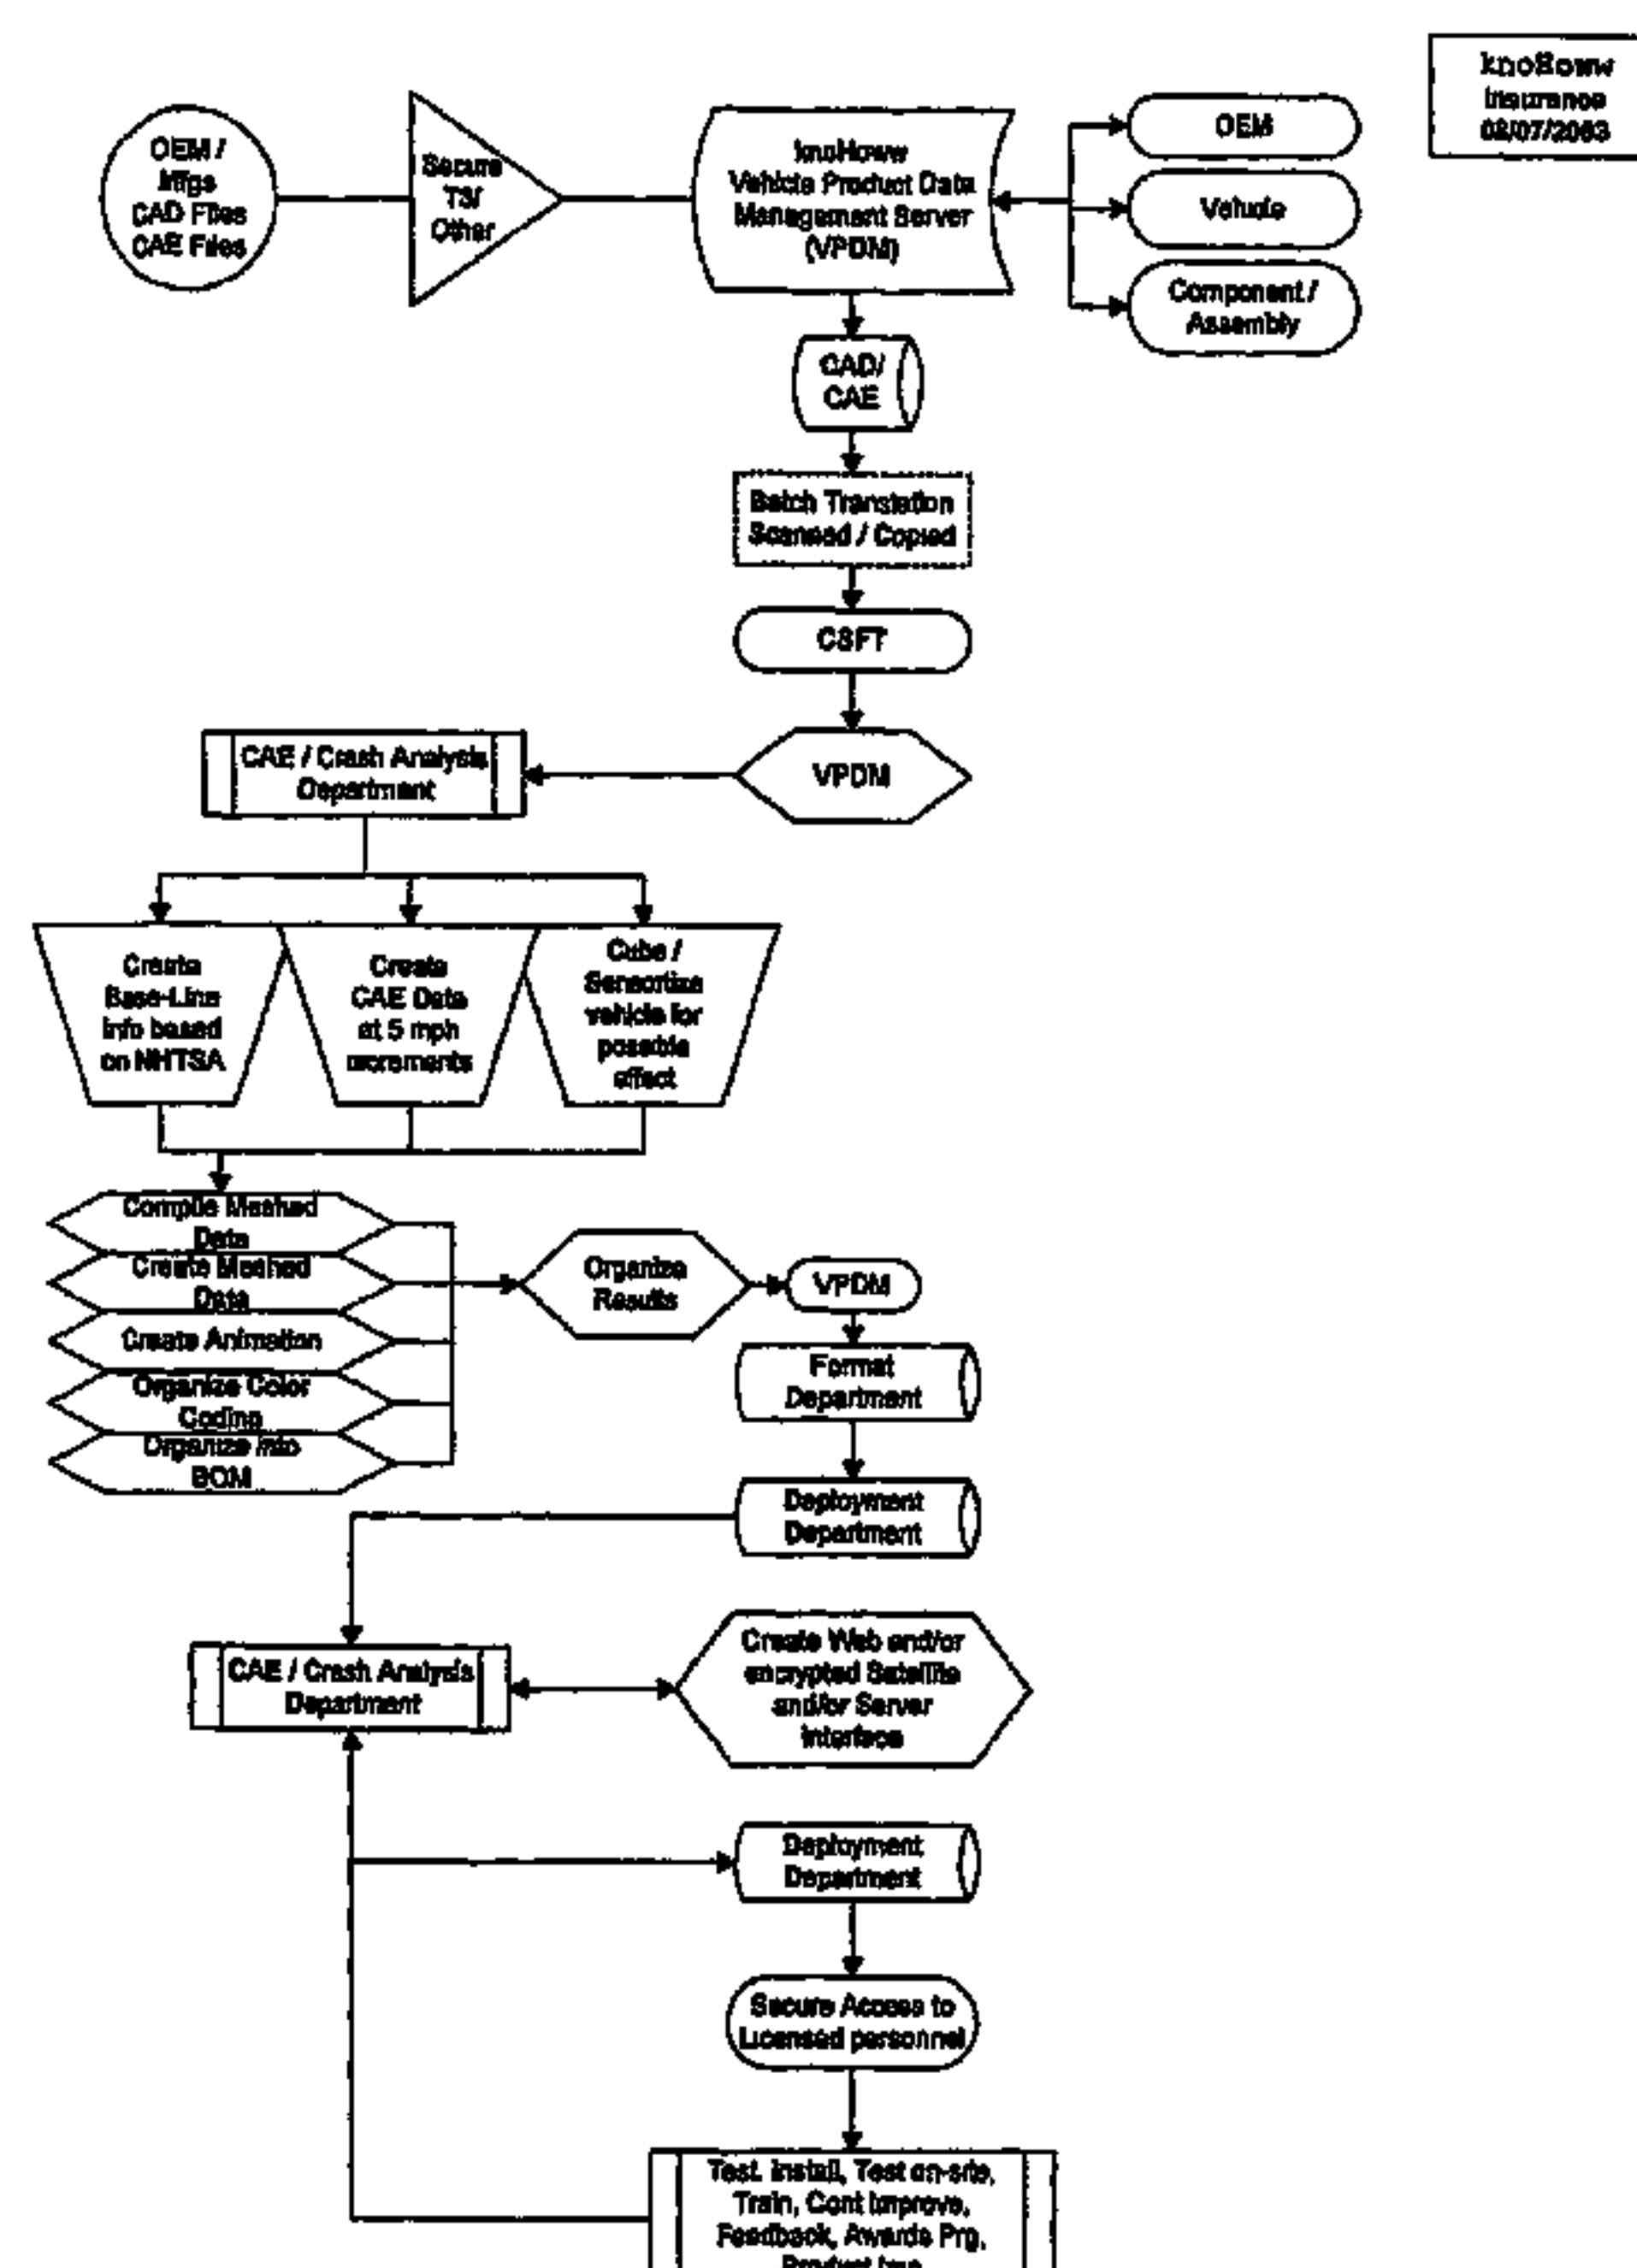 knoHoww
Insurance
OEM /
Mfgs
CAD Files
CAE Files
Secure
T3/
Other
knoHoww
Vehicle Product Data
Management Server
(VPDM)
OEM
Vehicle
Component /
Assembly
CAD/
CAE
Batch Translation
Scanned / Copied
CSFT
VPDM
CAE / Crash Analysis
Department
Create
Base-Line
info based
on NHTSA
Create
CAE Data
at 5 mph
increments
Cube /
Sensortize
vehicle for
possible
effect
Compile Meshed
Data
Create Meshed
Data
Create Animation
Organize Color
Coding
Organize into
BOM
Organize
Results
VPDM
Format
Department
Deployment
Department
CAE / Crash Analysis
Department
Create Web and/or
encrypted Satellite
and/or Server
interface
Deployment
Department
Secure Access to
Licensed personnel
Test, Install, Test on-site,
Train, Cont Improve,
Feedback, Awards Prg,
Product